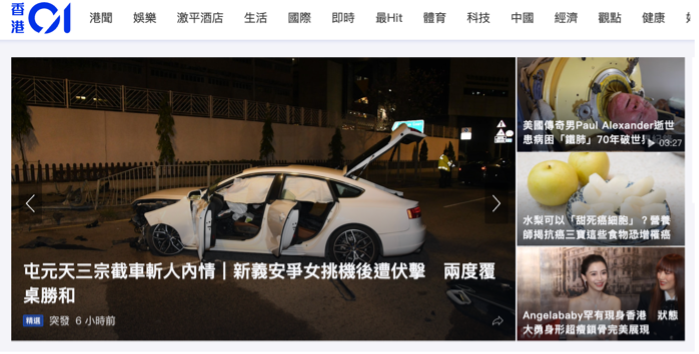 香港01
港聞 娛樂 激平酒店 生活 國際 即時 最Hit 體育 科技 中國 經濟 觀點 健康
屯元天三宗截車斬人內情｜新義安爭女挑機後遭伏擊 兩度覆
桌勝和
精選 突發 6 小時前
美國傳奇男Paul Alexander逝世
患病困「鐵肺」70年破世
03:27
水梨可以「甜死癌細胞」？營養
師揭抗癌三寶這些食物恐增罹癌
Angelababy罕有現身香港 狀態
大勇身形超瘦鎖骨完美展現